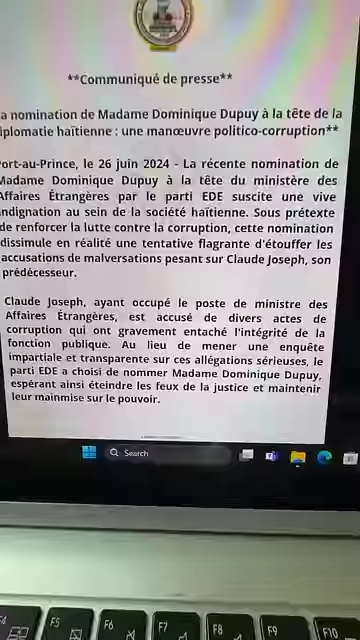 **Communiqué de presse**
a nomination de Madame Dominique Dupuy à la tête de la
iplomatie haïtienne : une manœuvre politico-corruption**
ort-au-Prince, le 26 juin 2024 - La récente nomination de
Madame Dominique Dupuy à la tête du ministère des
Affaires Étrangères par le parti EDE suscite une vive
ndignation au sein de la société haïtienne. Sous prétexte
de renforcer la lutte contre la corruption, cette nomination
dissimule en réalité une tentative flagrante d'étouffer les
accusations de malversations pesant sur Claude Joseph, son
prédécesseur.
Claude Joseph, ayant occupé le poste de ministre des
Affaires Étrangères, est accusé de divers actes de
corruption qui ont gravement entaché l'intégrité de la
fonction publique. Au lieu de mener une enquête
impartiale et transparente sur ces allégations sérieuses, le
parti EDE a choisi de nommer Madame Dominique Dupuy,
espérant ainsi éteindre les feux de la justice et maintenir
leur mainmise sur le pouvoir.
Search
F4 F5 F6 F7 F8 F9 F10